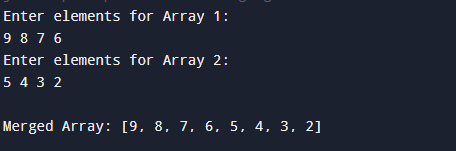 Enter elements for Array 1:
9 8 7 6
Enter elements for Array 2:
5 4 3 2
Merged Array: [9, 8, 7, 6, 5, 4, 3, 2]